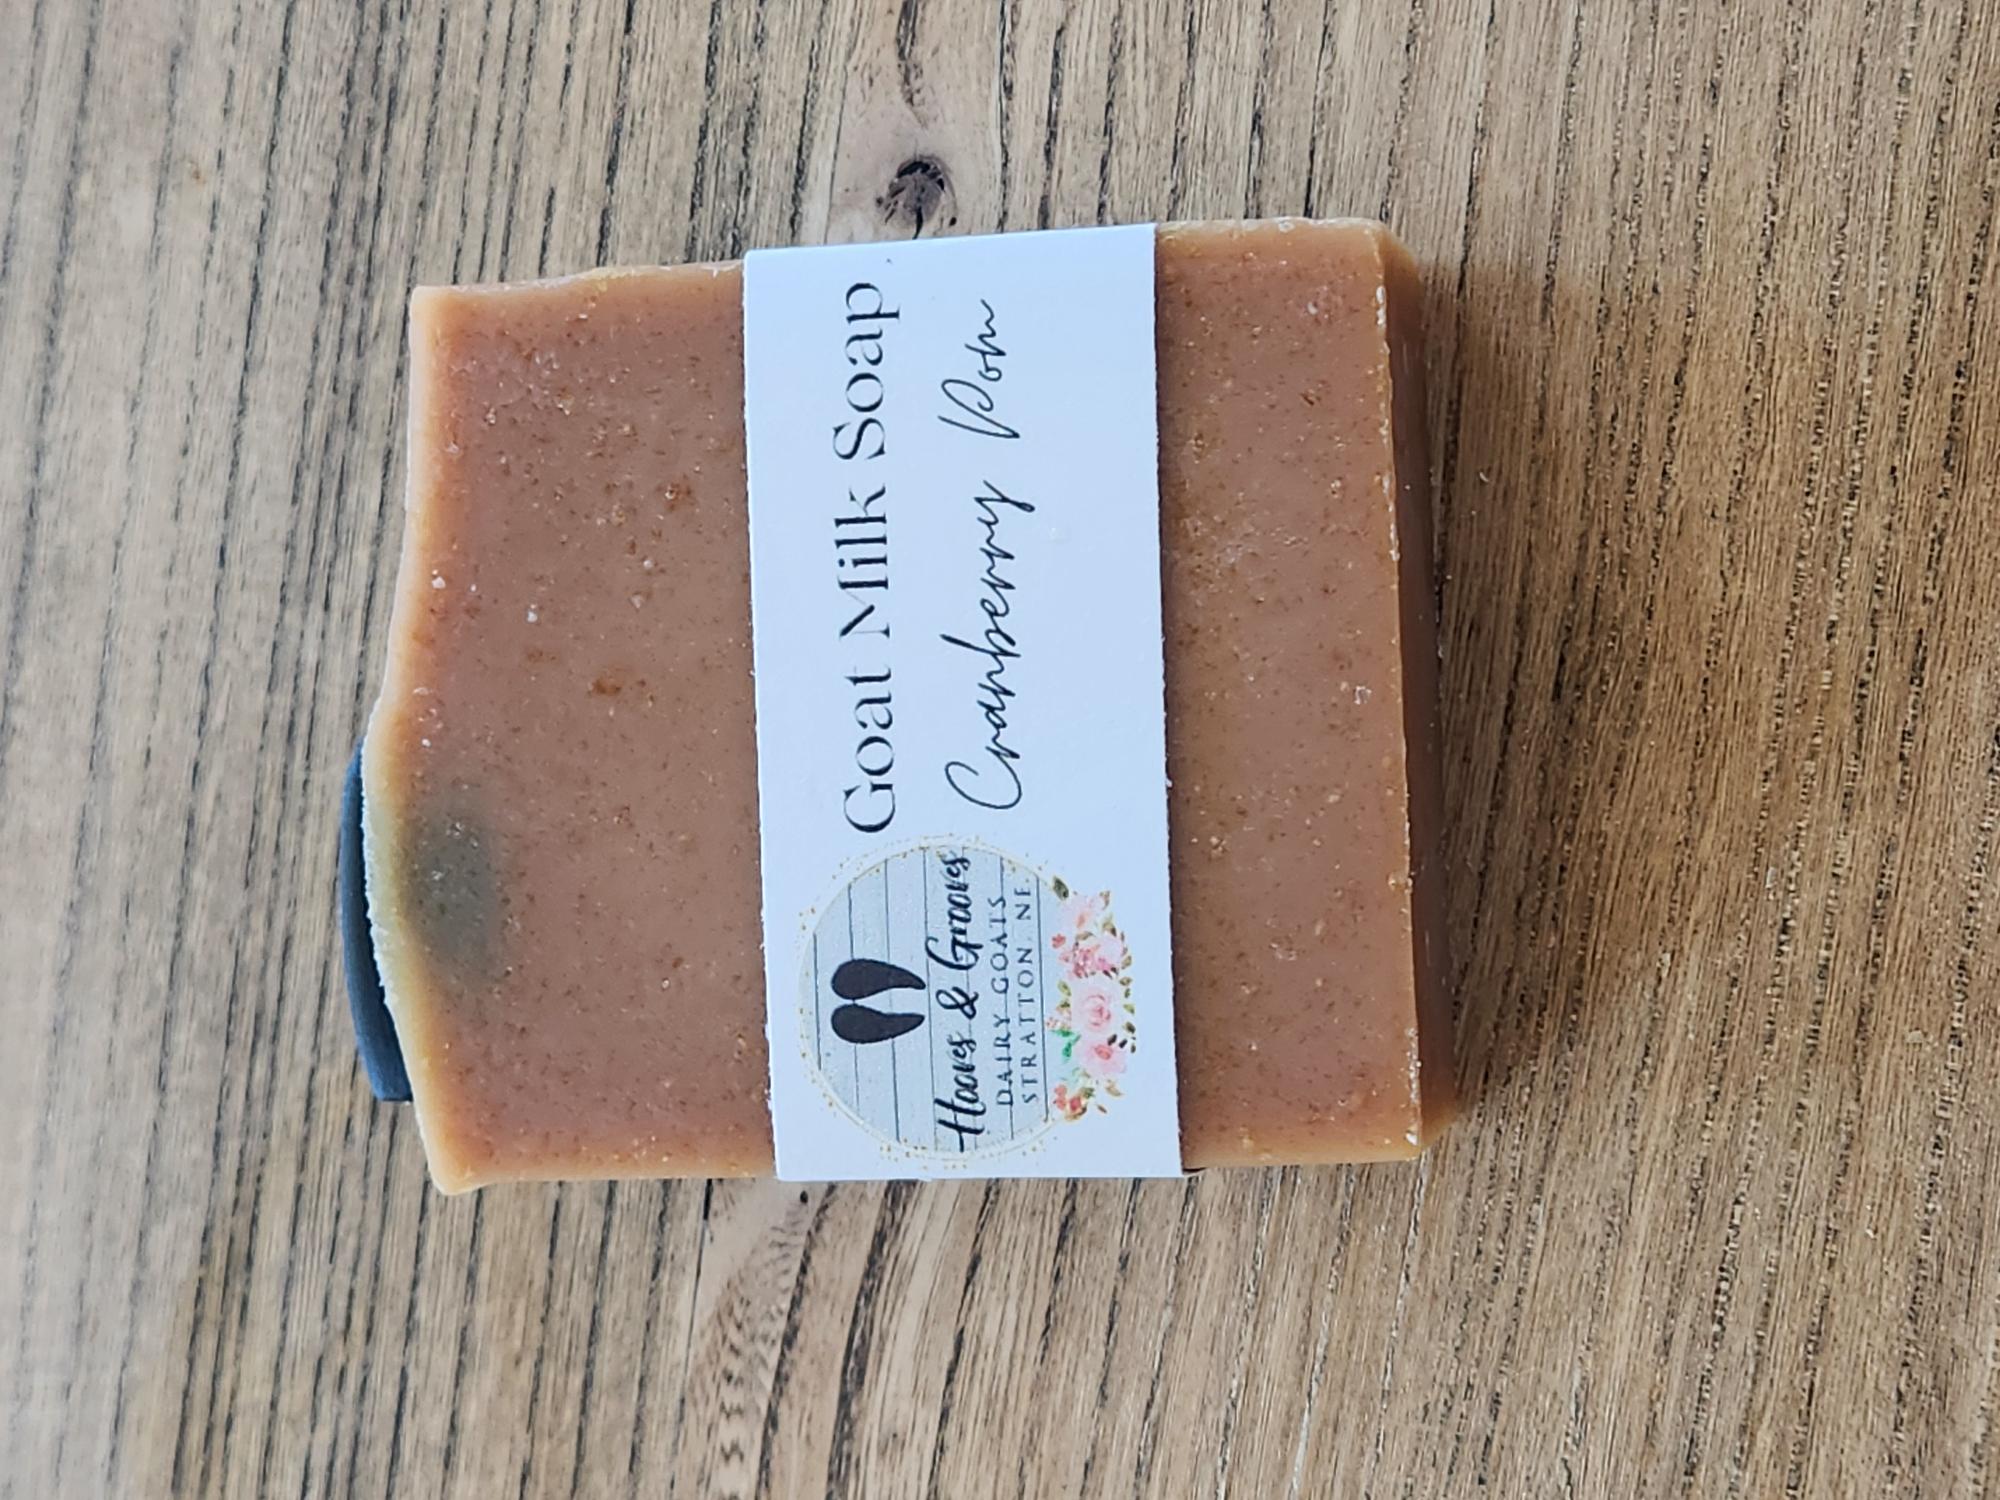 Goat Milk Soap
Cranberry Pom
Hooves & Grooves
DAIRY GOATS
STRATTON, NE